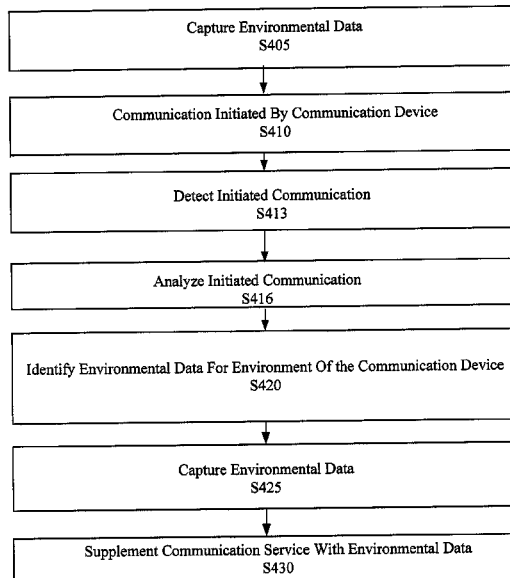 Capture Environmental Data
S405
Communication Initiated By Communication Device
S410
Detect Initiated Communication
S413
Analyze Initiated Communication
S416
Identify Environmental Data For Environment Of the Communication Device
S420
Capture Environmental Data
S425
Supplement Communication Service With Environmental Data
S430